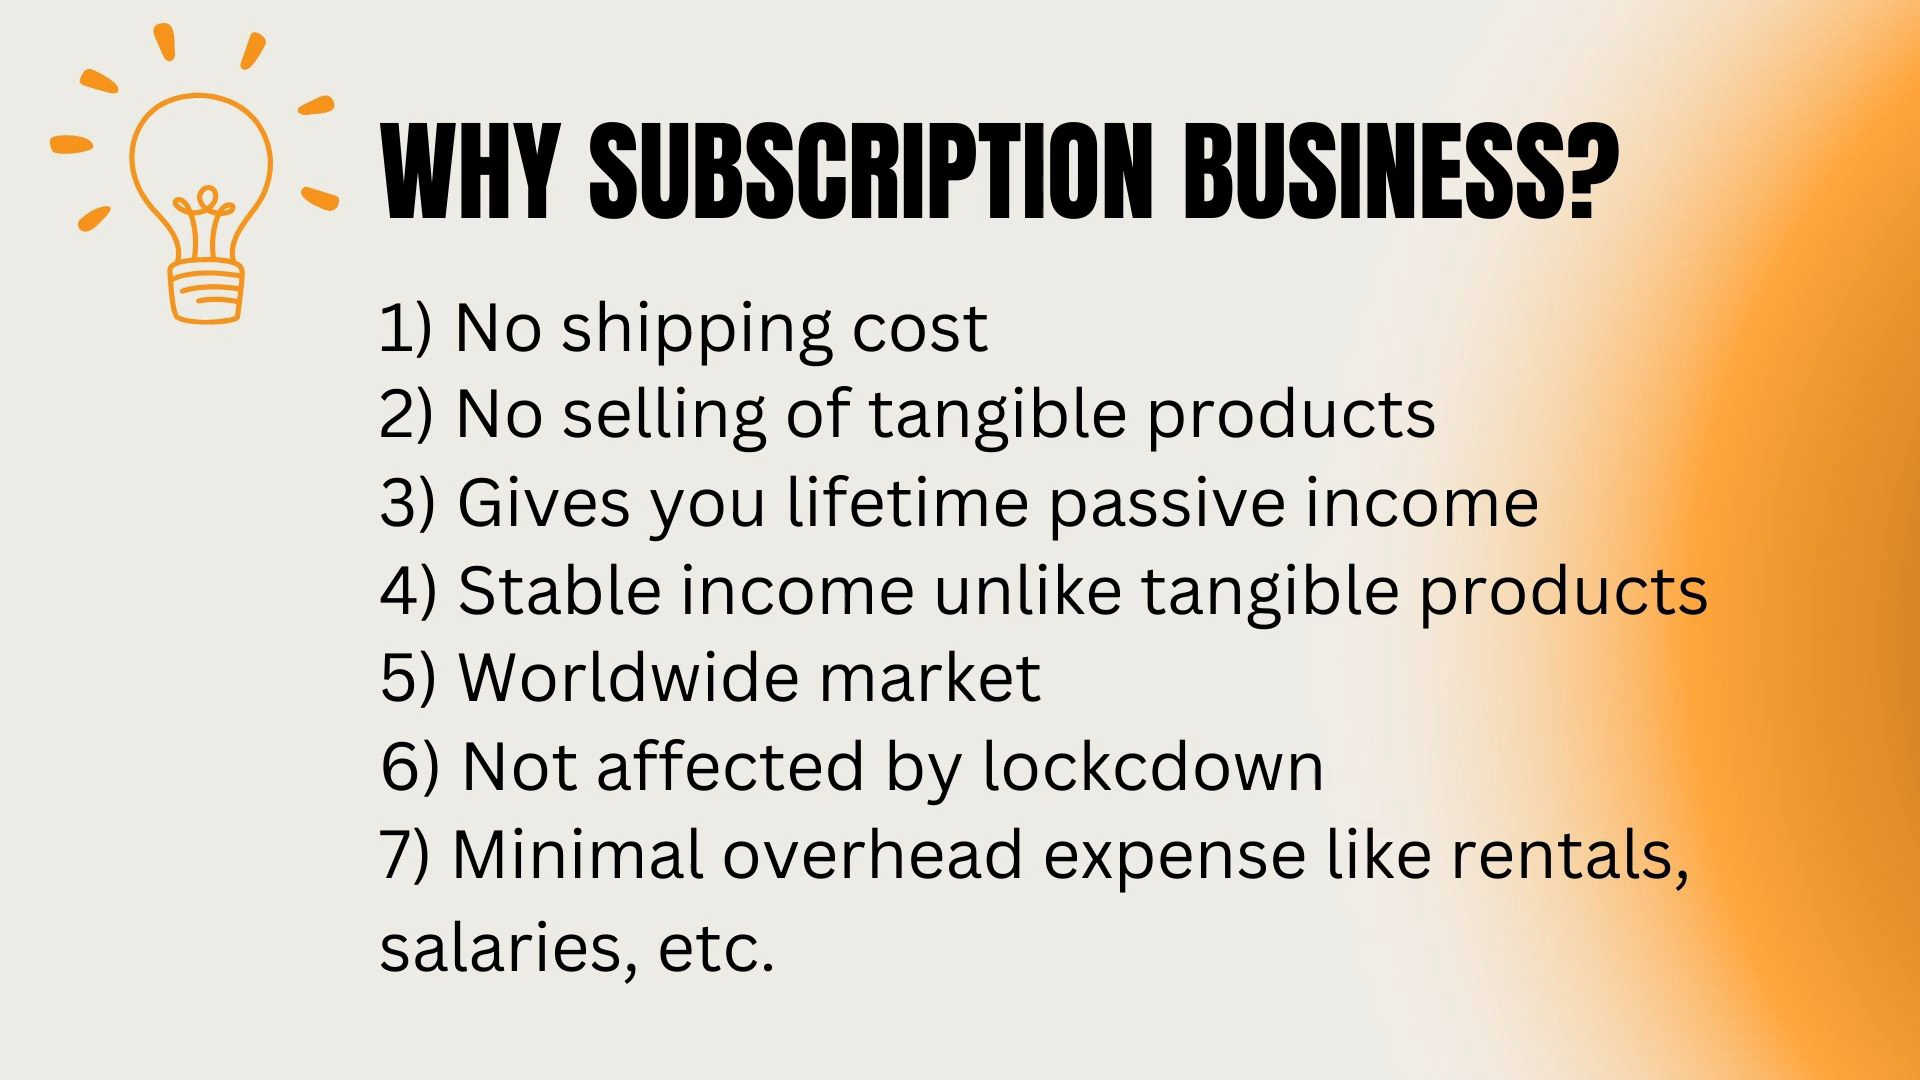 WHY SUBSCRIPTION BUSINESS?
1) No shipping cost
2) No selling of tangible products
3) Gives you lifetime passive income
4) Stable income unlike tangible products
5) Worldwide market
6) Not affected by lockcdown
7) Minimal overhead expense like rentals,
salaries, etc.